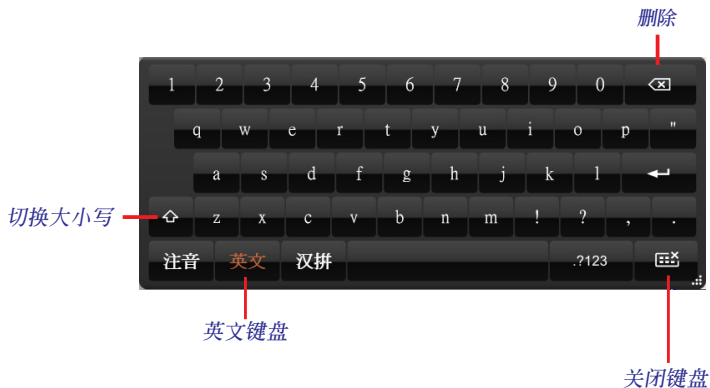 删除
1 2 3 4 5 6 7 8 9 0
q w e r t y u i o p "
a s d f g h j k l
切换大小写 z x c v b n m ! ? , .
注音 英文 汉拼 .?123
英文键盘
关闭键盘